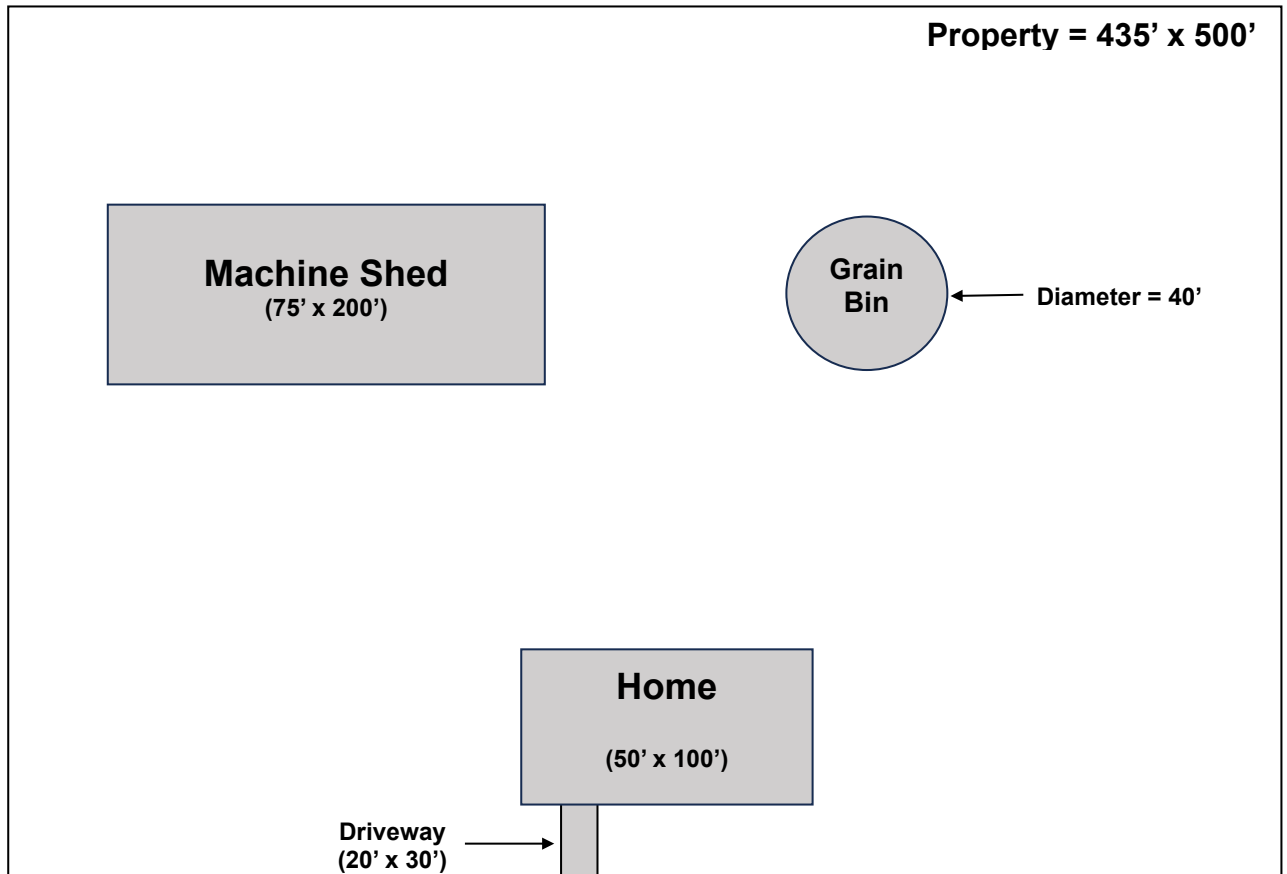 Property = 435’ x 500’
Machine Shed
(75’ x 200’)
Grain
Bin
Diameter = 40’
Home
(50’ x 100’)
Driveway
(20’ x 30’)